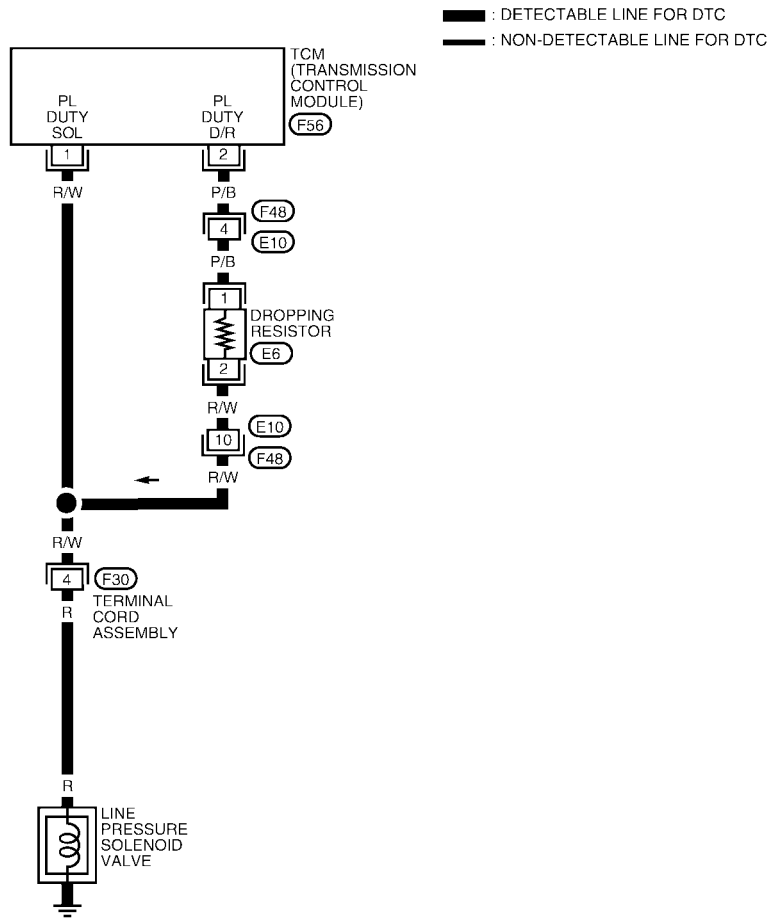 : DETECTABLE LINE FOR DTC
: NON-DETECTABLE LINE FOR DTC
TCM
(TRANSMISSION
CONTROL
MODULE)
F56
PL
DUTY
SOL
PL
DUTY
D/R
1
2
R/W
P/B
F48
4
E10
P/B
1
DROPPING
RESISTOR
E6
2
R/W
E10
10
F48
R/W
R/W
4
F30
TERMINAL
CORD
ASSEMBLY
R
R
LINE
PRESSURE
SOLENOID
VALVE